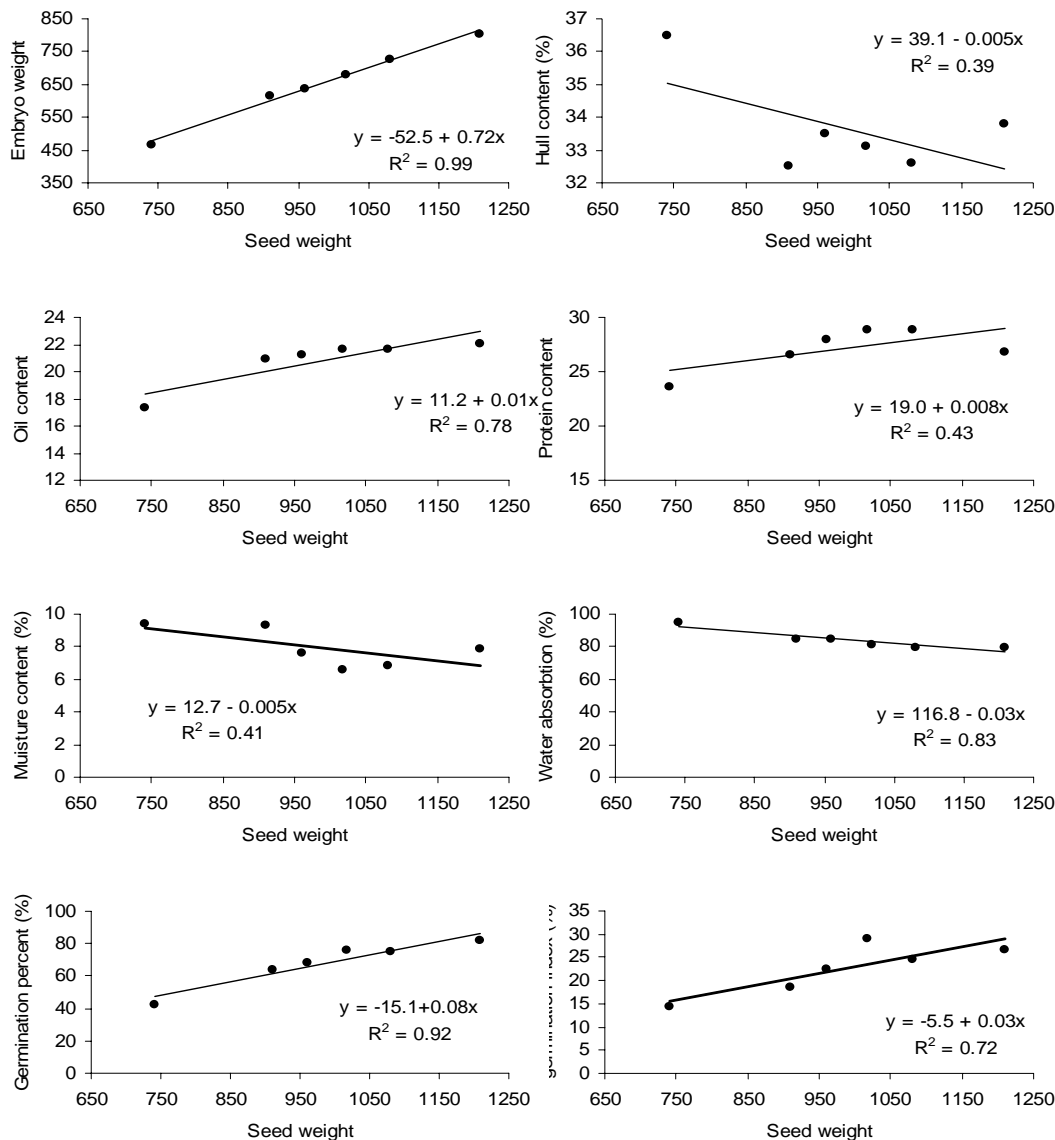 Embryo weight
850
750
650
550
450
350
y = -52.5 + 0.72x
R² = 0.99
650 750 850 950 1050 1150 1250
Seed weight
Hull content (%)
37
36
35
34
33
32
y = 39.1 - 0.005x
R² = 0.39
650 750 850 950 1050 1150 1250
Seed weight
Oil content
24
22
20
18
16
14
12
y = 11.2 + 0.01x
R² = 0.78
650 750 850 950 1050 1150 1250
Seed weight
Protein content
30
25
20
15
y = 19.0 + 0.008x
R² = 0.43
650 750 850 950 1050 1150 1250
Seed weight
Muisture content (%)
10
8
6
4
2
0
y = 12.7 - 0.005x
R² = 0.41
650 750 850 950 1050 1150 1250
Seed weight
Water absorbtion (%)
100
80
60
40
20
0
y = 116.8 - 0.03x
R² = 0.83
650 750 850 950 1050 1150 1250
Seed weight
Germination percent (%)
100
80
60
40
20
0
y = -15.1+0.08x
R² = 0.92
650 750 850 950 1050 1150 1250
Seed weight
germination index (%)
35
30
25
20
15
10
5
0
y = -5.5 + 0.03x
R² = 0.72
650 750 850 950 1050 1150 1250
Seed weight